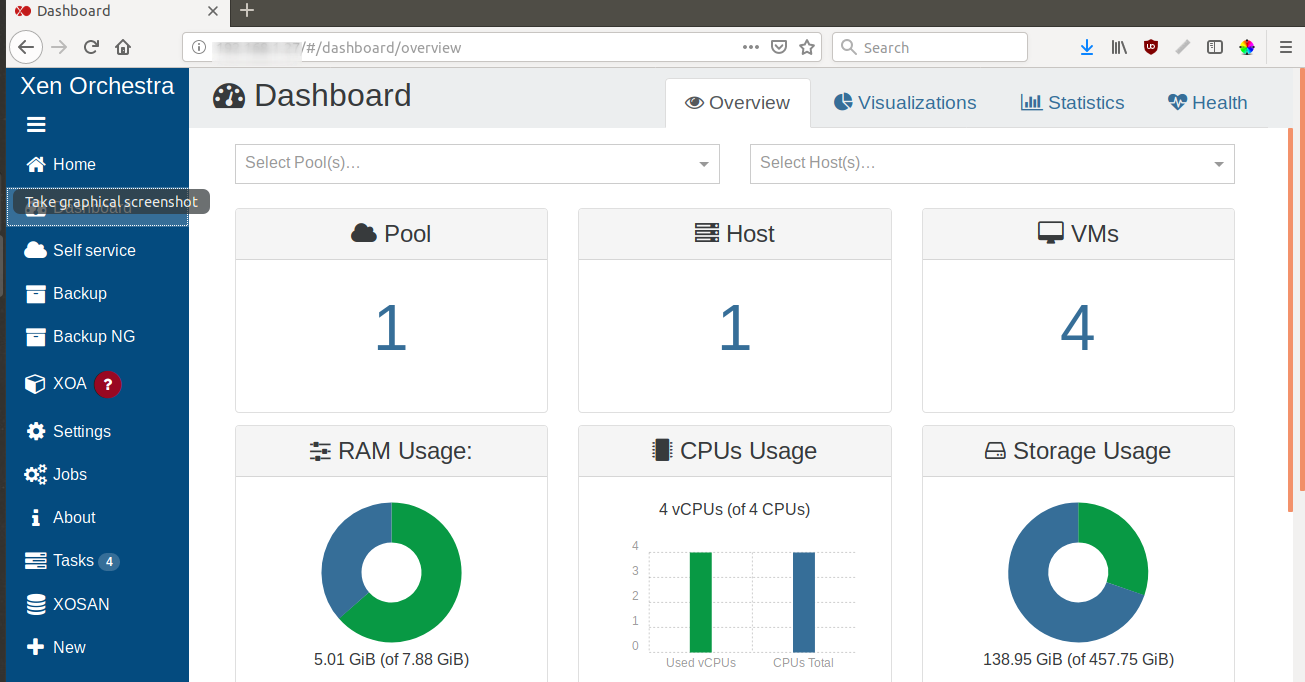 Dashboard
/#/dashboard/overview
Search
Xen Orchestra
Dashboard
Overview
Visualizations
Statistics
Health
Home
Take graphical screenshot
Dashboard
Self service
Backup
Backup NG
XOA ?
Settings
Jobs
About
Tasks 4
XOSAN
New
Select Pool(s)…
Select Host(s)…
Pool
1
Host
1
VMs
4
RAM Usage:
5.01 GiB (of 7.88 GiB)
CPUs Usage
4 vCPUs (of 4 CPUs)
4
3
2
1
0
Used vCPUs
CPUs Total
Storage Usage
138.95 GiB (of 457.75 GiB)